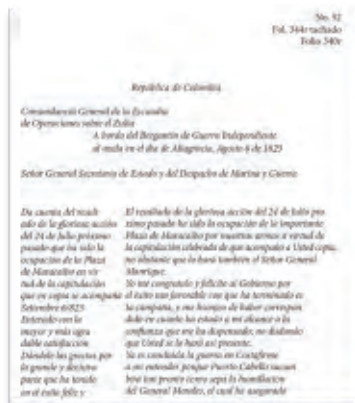 No. 92
Fol. 344r tachado
Folio 340r
República de Colombia
Comandancia General de la Escuadra
de Operaciones sobre el Zulia
A bordo del Bergantín de Guerra Independiente
al ancla en el día de Altagracia, Agosto 6 de 1823
Señor General Secretario de Estado y del Despacho de Marina y Guerra
Da cuenta del result-
ado de la gloriosa acción
del 24 de Julio próximo
pasado que ha sido la
ocupación de la Plaza
de Maracaibo en vir-
tud de la capitulación
que en copia se acompaña
Setiembre 6/823
Enterado con la
mayor y más agra-
dable satisfacción
Dándole las gracias por
la grande y decisiva
parte que ha tenido
en el éxito feliz y
El resultado de la gloriosa acción del 24 de Julio pró-
ximo pasado ha sido la ocupación de la importante
Plaza de Maracaibo por nuestras armas a virtud de
la capitulación celebrada de que acompaño a Usted copia,
no obstante que lo hará también el Señor General
Manrique.
Yo me congratulo y felicito al Gobierno por
el éxito tan favorable con que ha terminado es
ta campaña, y me lisonjeo de haber correspon
dido en cuanto ha estado a mi alcance a la
confianza que me ha dispensado; no dudando
que Usted se lo hará así presente.
Ya es concluida la guerra en Costafirme
a mi entender porque Puerto Cabello sucum
birá tan pronto como sepa la humillación
del General Morales, el cual ha asegurado